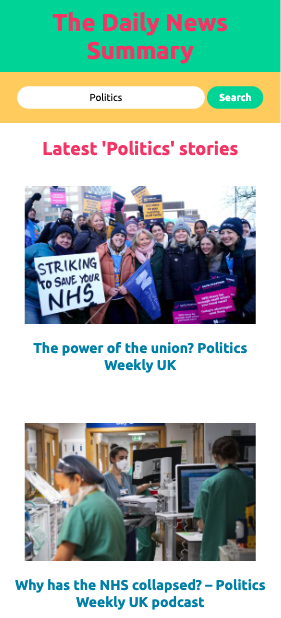 The Daily News
Summary
Politics
Search
Latest 'Politics' stories
STRIKING
TO SAVE YOUR
NHS
The power of the union? Politics
Weekly UK
Why has the NHS collapsed? – Politics
Weekly UK podcast